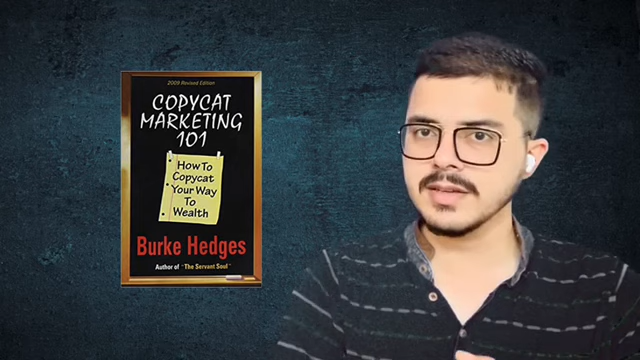 2009 Revised Edition
COPYCAT
MARKETING
101
How To
Copycat
Your Way
To
Wealth
Burke Hedges
Author of "The Servant Soul"